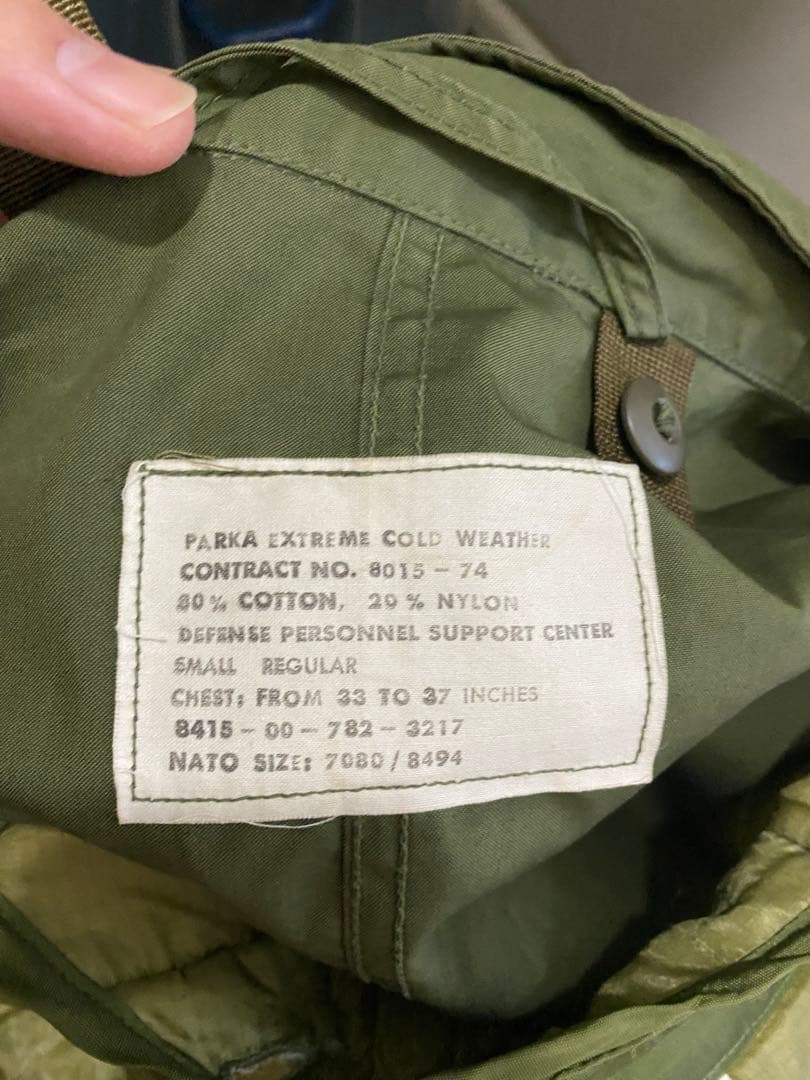 PARKA EXTREME COLD WEATHER
CONTRACT NO. 8015 - 74
80 % COTTON, 20 % NYLON
DEFENSE PERSONNEL SUPPORT CENTER
SMALL REGULAR
CHEST; FROM 33 TO 37 INCHES
8415 - 00 - 782 - 3217
NATO SIZE: 7080 / 8494